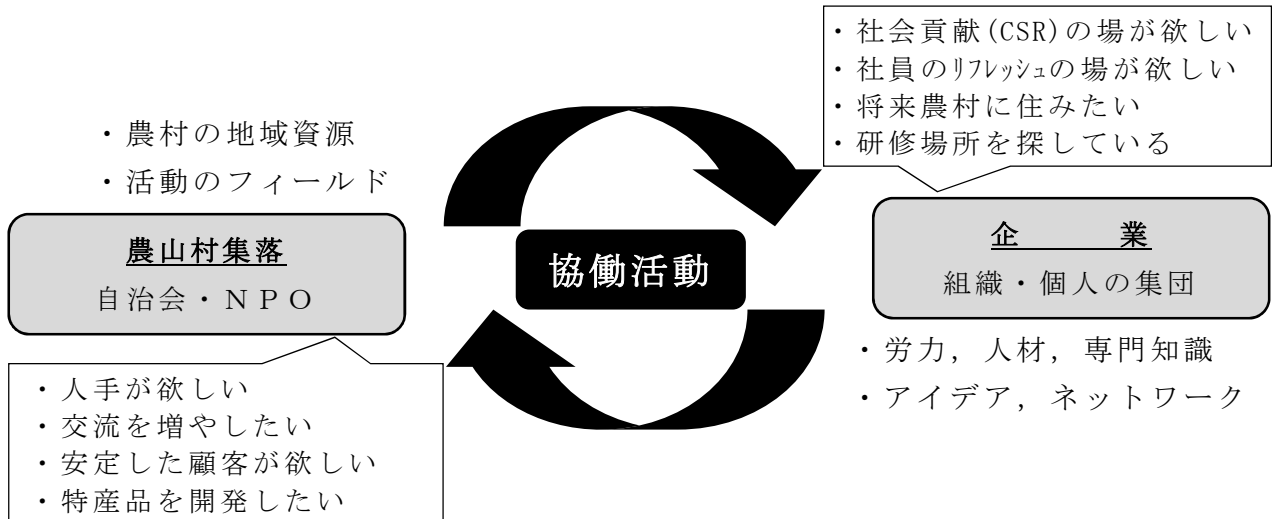 ・農村の地域資源
・活動のフィールド
農山村集落
自治会・ＮＰＯ
・人手が欲しい
・交流を増やしたい
・安定した顧客が欲しい
・特産品を開発したい
協働活動
・社会貢献(CSR)の場が欲しい
・社員のﾘﾌﾚｯｼｭの場が欲しい
・将来農村に住みたい
・研修場所を探している
企　業
組織・個人の集団
・労力，人材，専門知識
・アイデア，ネットワーク